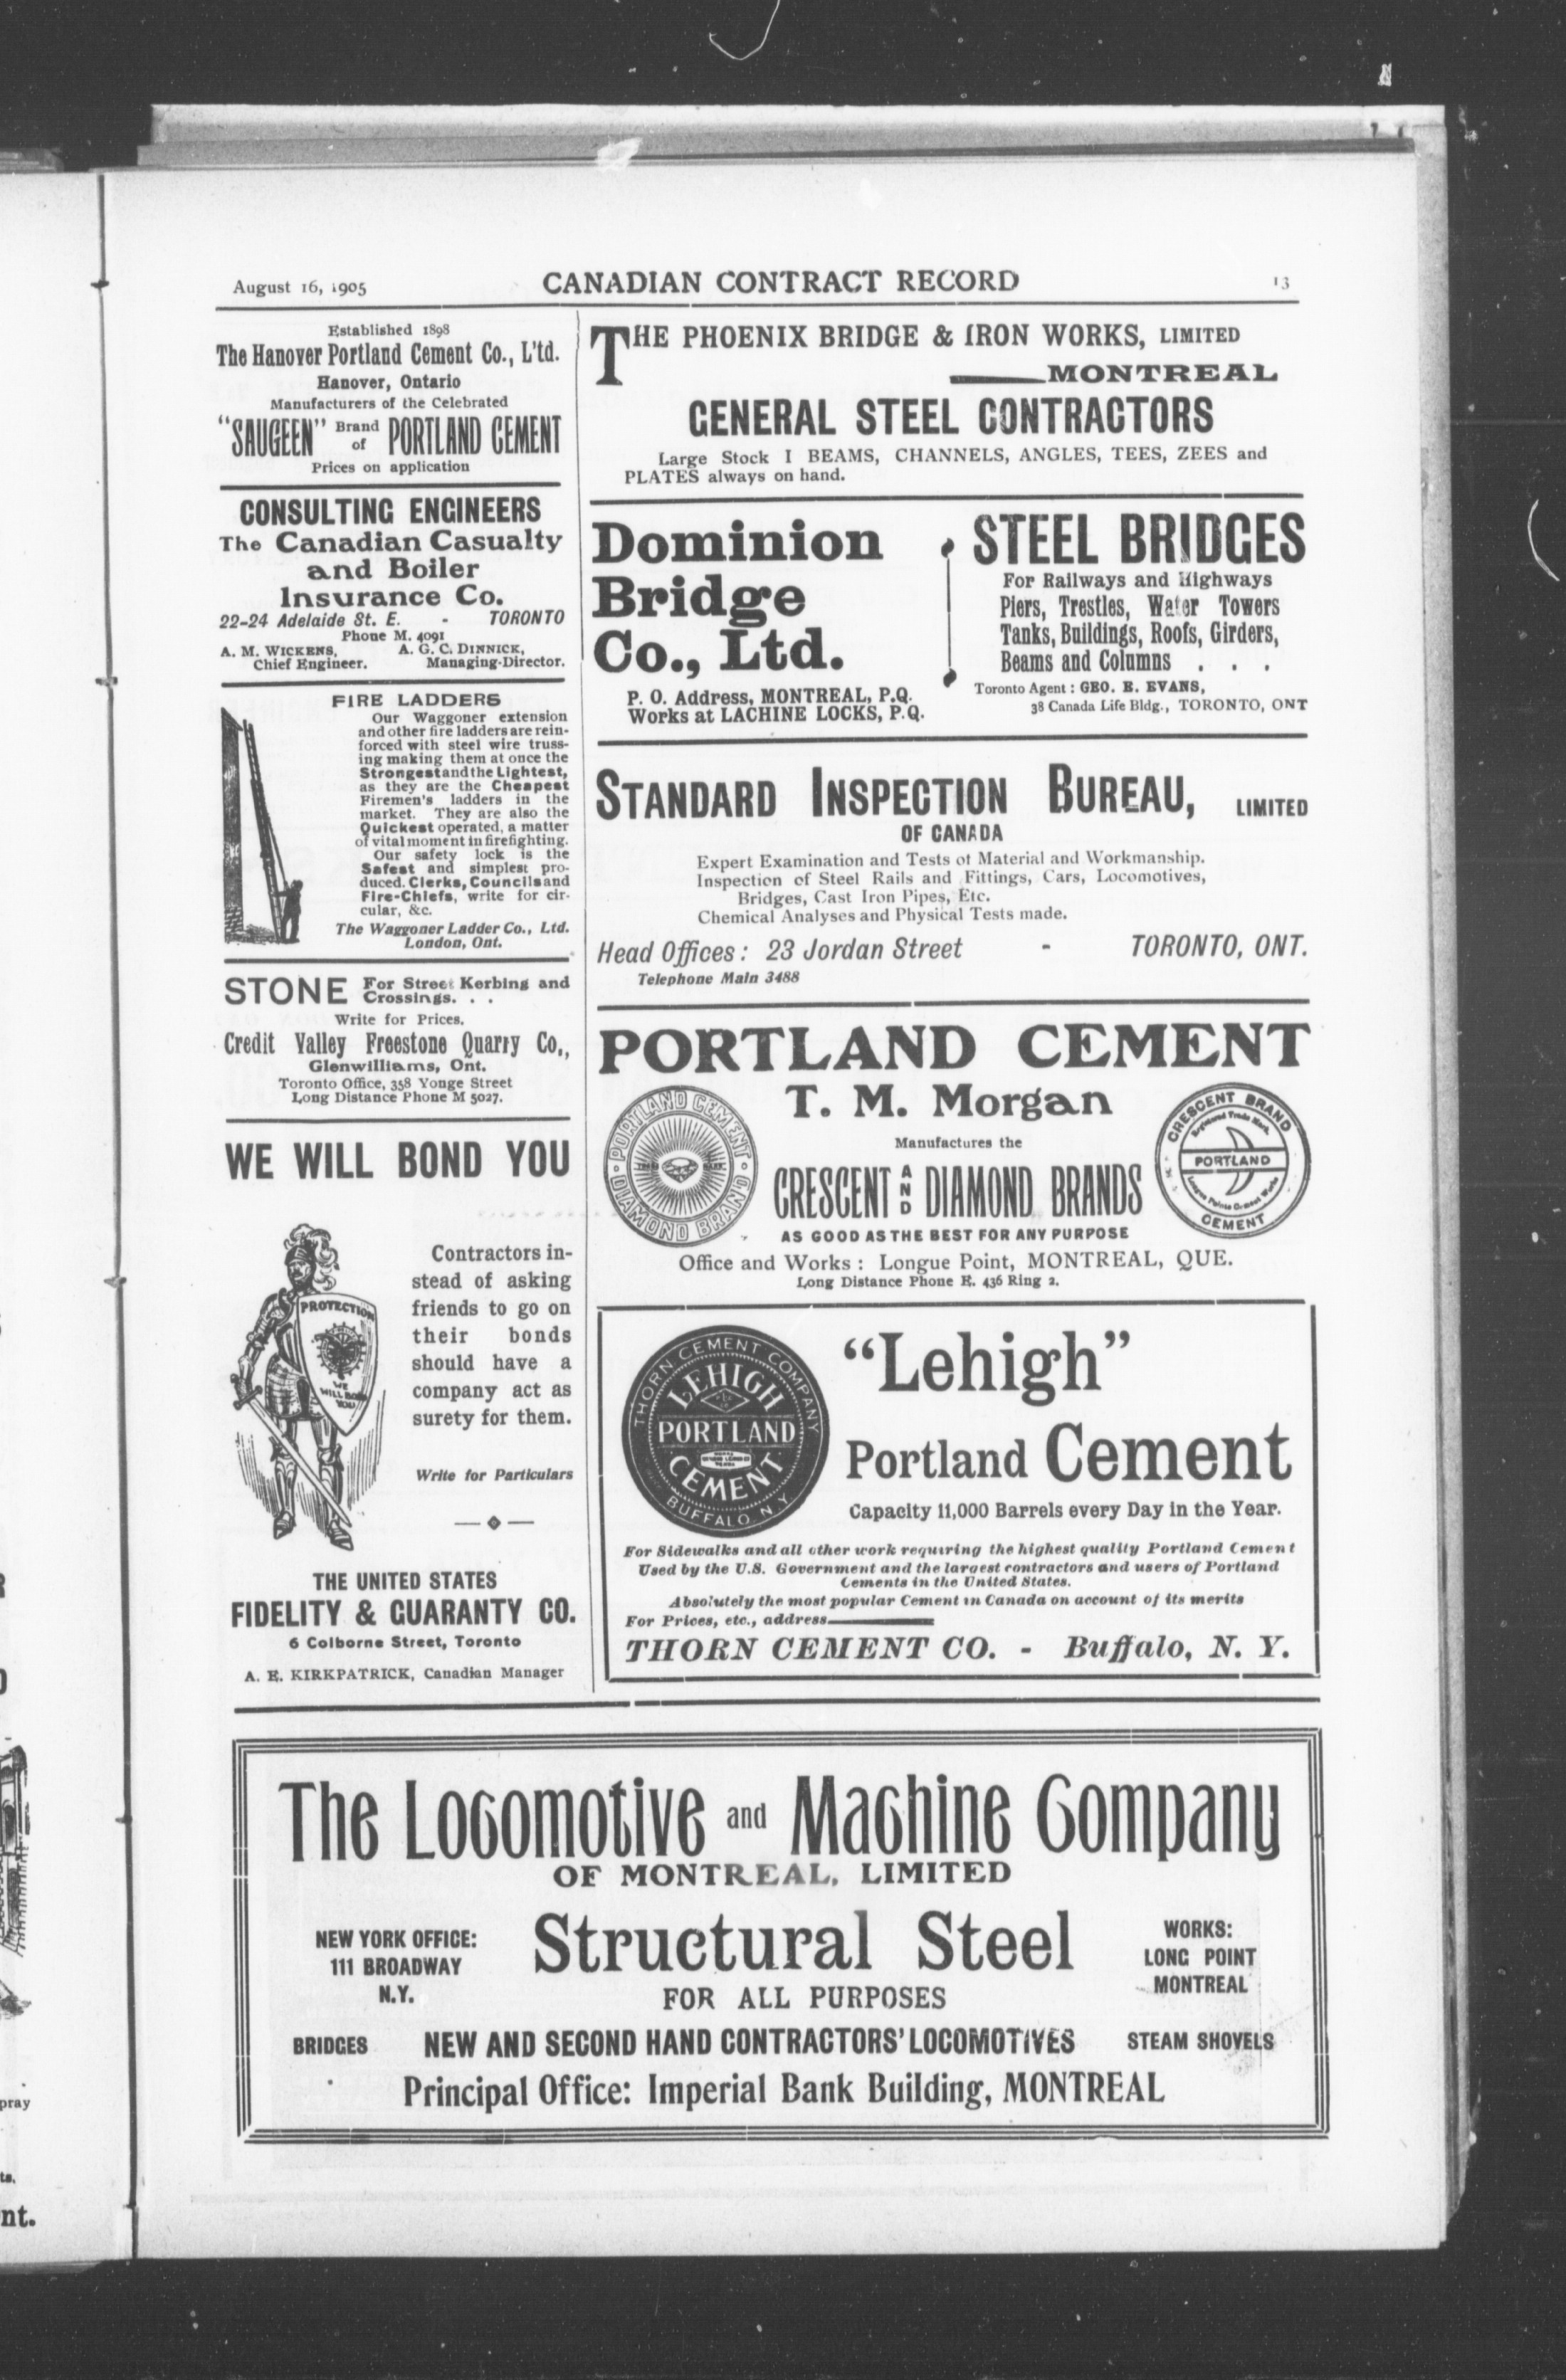 August 16, 1905
CANADIAN CONTRACT RECORD
13
Established 1898
The Hanover Portland Cement Co., L'td.
Hanover, Ontario
Manufacturers of the Celebrated
"SAUGEEN" Brand of PORTLAND CEMENT
Prices on application
CONSULTING ENGINEERS
The Canadian Casualty
and Boiler
Insurance Co.
22-24 Adelaide St. E. - TORONTO
Phone M. 4091
A. M. WICKENS, A. G. C. DINNICK,
Chief Engineer. Managing-Director.
FIRE LADDERS
Our Waggoner extension
and other fire ladders are rein-
forced with steel wire truss-
ing making them at once the
Strongest and the Lightest,
as they are the Cheapest
Firemen's ladders in the
market. They are also the
Quickest operated, a matter
of vital moment in firefighting.
Our safety lock is the
Safest and simplest pro-
duced. Clerks, Councils and
Fire-Chiefs, write for cir-
cular, &c.
The Waggoner Ladder Co., Ltd.
London, Ont.
STONE For Street Kerbing and
Crossings. . .
Write for Prices.
Credit Valley Freestone Quarry Co.,
Glenwilliams, Ont.
Toronto Office, 358 Yonge Street
Long Distance Phone M 5027.
WE WILL BOND YOU
PROTECTION
WE
WILL BOND
YOU
Contractors in-
stead of asking
friends to go on
their bonds
should have a
company act as
surety for them.
Write for Particulars
THE UNITED STATES
FIDELITY & GUARANTY CO.
6 Colborne Street, Toronto
A. E. KIRKPATRICK, Canadian Manager
THE PHOENIX BRIDGE & IRON WORKS, LIMITED
MONTREAL
GENERAL STEEL CONTRACTORS
Large Stock I BEAMS, CHANNELS, ANGLES, TEES, ZEES and
PLATES always on hand.
Dominion
Bridge
Co., Ltd.
P. O. Address, MONTREAL, P.Q.
Works at LACHINE LOCKS, P.Q.
STEEL BRIDGES
For Railways and Highways
Piers, Trestles, Water Towers
Tanks, Buildings, Roofs, Girders,
Beams and Columns . . .
Toronto Agent : GEO. E. EVANS,
38 Canada Life Bldg., TORONTO, ONT
STANDARD INSPECTION BUREAU, LIMITED
OF CANADA
Expert Examination and Tests of Material and Workmanship.
Inspection of Steel Rails and Fittings, Cars, Locomotives,
Bridges, Cast Iron Pipes, Etc.
Chemical Analyses and Physical Tests made.
Head Offices : 23 Jordan Street - TORONTO, ONT.
Telephone Main 3488
PORTLAND CEMENT
PORTLAND CEMENT
DIAMOND BRAND
T. M. Morgan
Manufactures the
CRESCENT AND DIAMOND BRANDS
AS GOOD AS THE BEST FOR ANY PURPOSE
CRESCENT BRAND
Registered Trade Mark
PORTLAND
Longue Pointe Cement Works
CEMENT
Office and Works : Longue Point, MONTREAL, QUE.
Long Distance Phone E. 436 Ring 2.
THORN CEMENT COMPANY
LEHIGH
PORTLAND
CEMENT
BUFFALO N.Y.
"Lehigh"
Portland Cement
Capacity 11,000 Barrels every Day in the Year.
For Sidewalks and all other work requiring the highest quality Portland Cement
Used by the U.S. Government and the largest contractors and users of Portland
Cements in the United States.
Absolutely the most popular Cement in Canada on account of its merits
For Prices, etc., address
THORN CEMENT CO. - Buffalo, N. Y.
The Locomotive and Machine Company
OF MONTREAL, LIMITED
NEW YORK OFFICE:
111 BROADWAY
N.Y.
Structural Steel
FOR ALL PURPOSES
WORKS:
LONG POINT
MONTREAL
BRIDGES NEW AND SECOND HAND CONTRACTORS' LOCOMOTIVES STEAM SHOVELS
Principal Office: Imperial Bank Building, MONTREAL
pray
ts.
nt.